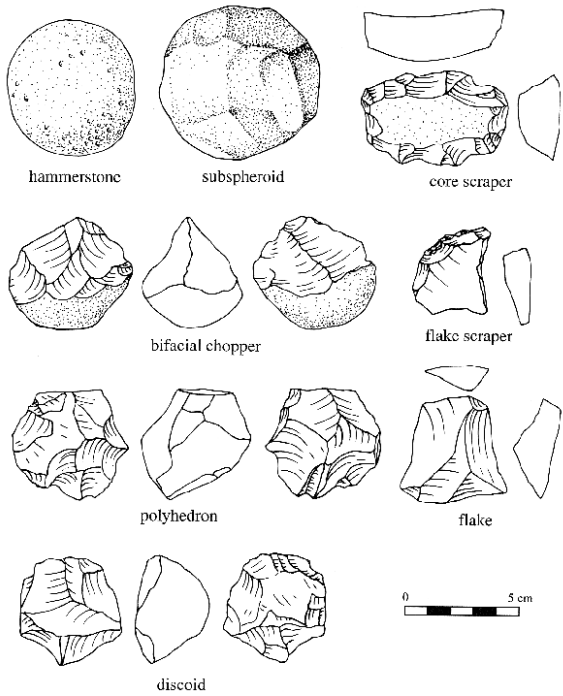 hammerstone
subspheroid
core scraper
bifacial chopper
flake scraper
polyhedron
flake
0 5 cm
discoid